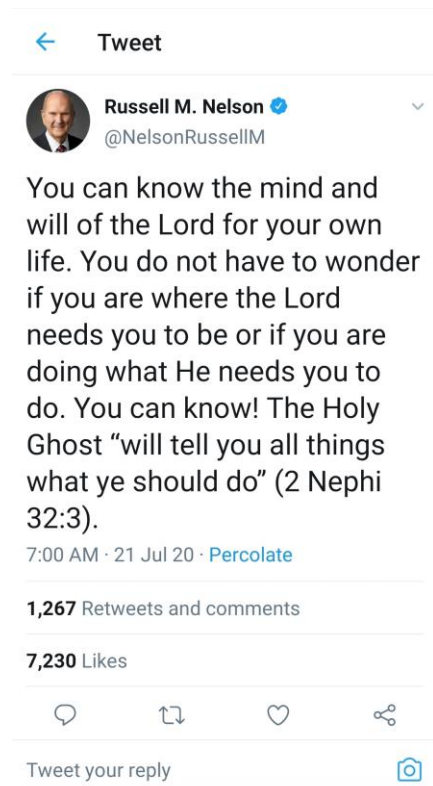 Tweet
Russell M. Nelson
@NelsonRussellM
You can know the mind and
will of the Lord for your own
life. You do not have to wonder
if you are where the Lord
needs you to be or if you are
doing what He needs you to
do. You can know! The Holy
Ghost “will tell you all things
what ye should do” (2 Nephi
32:3).
7:00 AM · 21 Jul 20 · Percolate
1,267 Retweets and comments
7,230 Likes
Tweet your reply